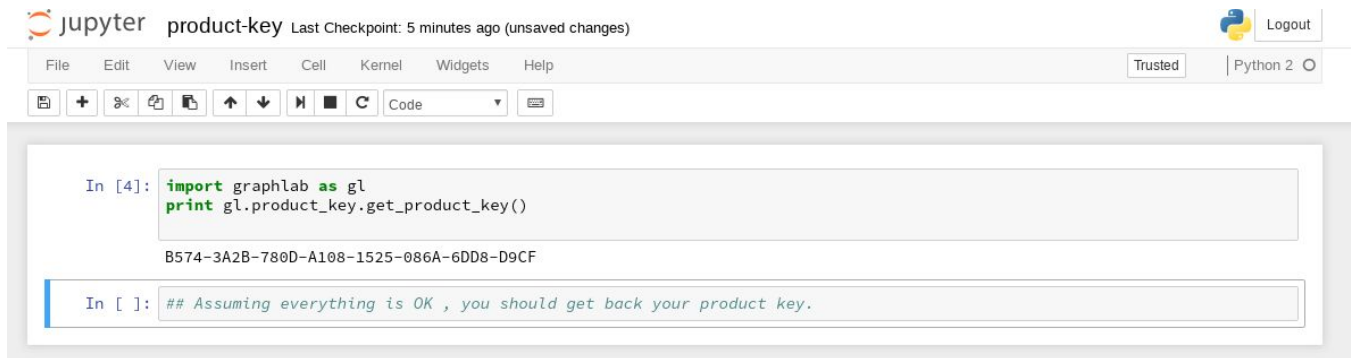 jupyter product-key Last Checkpoint: 5 minutes ago (unsaved changes) Logout
File Edit View Insert Cell Kernel Widgets Help Trusted Python 2
Code
In [4]: import graphlab as gl
print gl.product_key.get_product_key()
B574-3A2B-780D-A108-1525-086A-6DD8-D9CF
In [ ]: ## Assuming everything is OK , you should get back your product key.